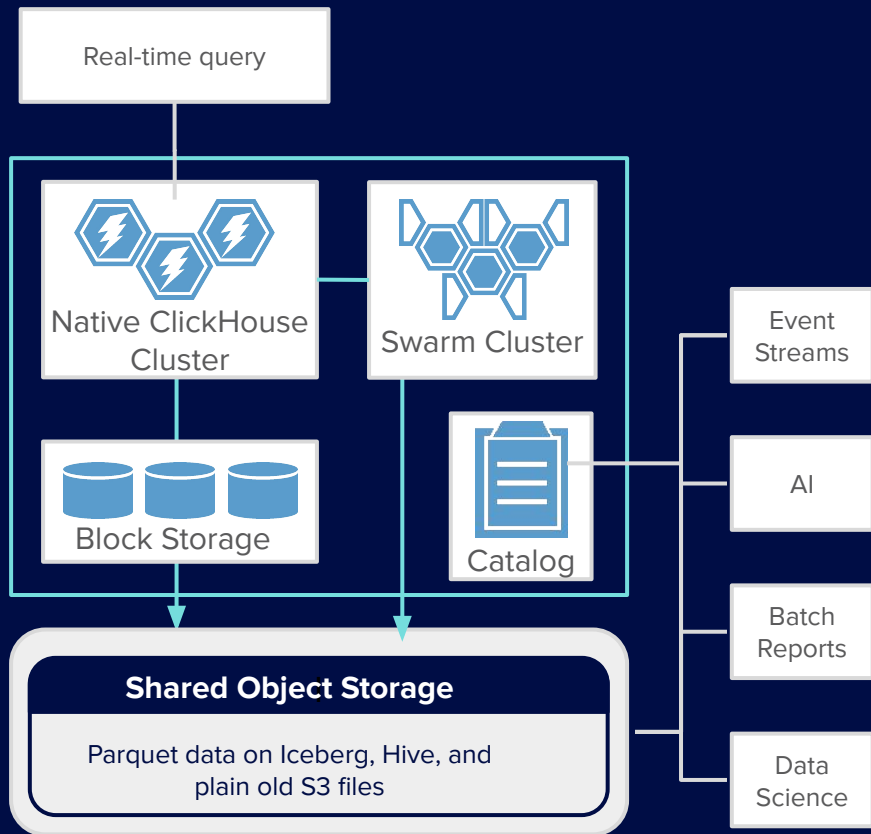 Real-time query
Native ClickHouse
Cluster
Swarm Cluster
Event
Streams
Block Storage
Catalog
AI
Batch
Reports
Shared Object Storage
Parquet data on Iceberg, Hive, and
plain old S3 files
Data
Science